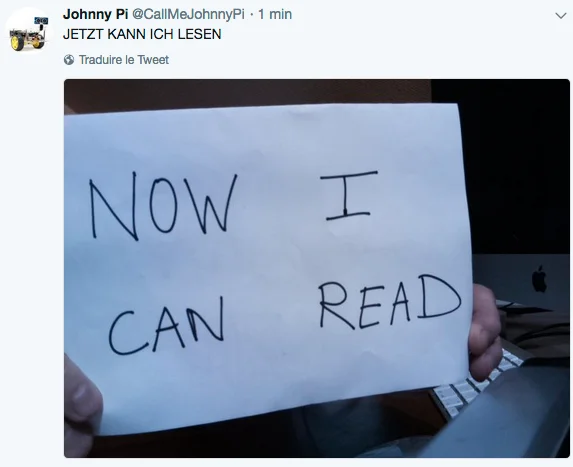 Johnny Pi @CallMeJohnnyPi · 1 min
JETZT KANN ICH LESEN
Traduire le Tweet
NOW I
CAN READ